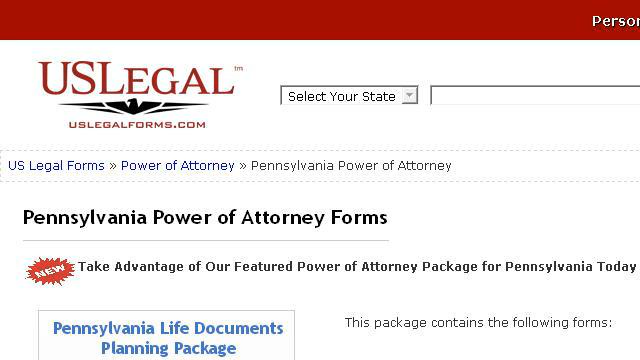 Person
USLEGAL™
Select Your State
USLEGALFORMS.COM
US Legal Forms » Power of Attorney » Pennsylvania Power of Attorney
Pennsylvania Power of Attorney Forms
NEW Take Advantage of Our Featured Power of Attorney Package for Pennsylvania Today
Pennsylvania Life Documents
Planning Package
This package contains the following forms: